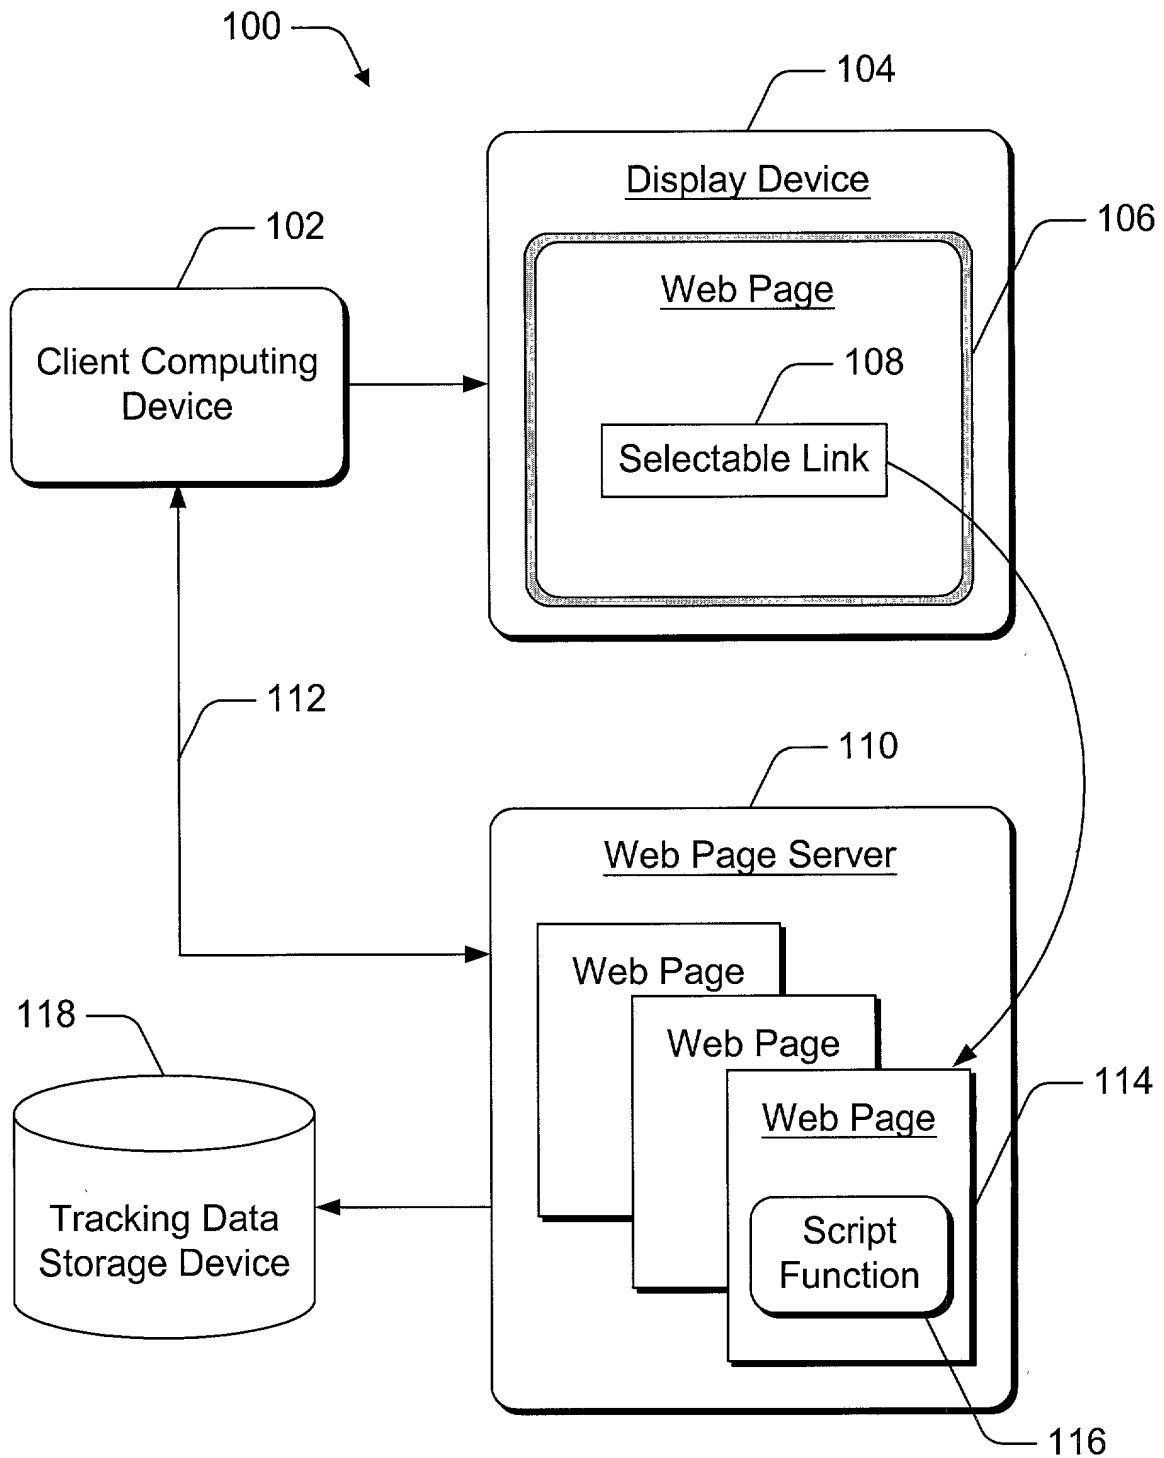 100
104
Display Device
102
106
Web Page
Client Computing
Device
108
Selectable Link
112
110
Web Page Server
Web Page
118
Web Page
114
Web Page
Tracking Data
Storage Device
Script
Function
116